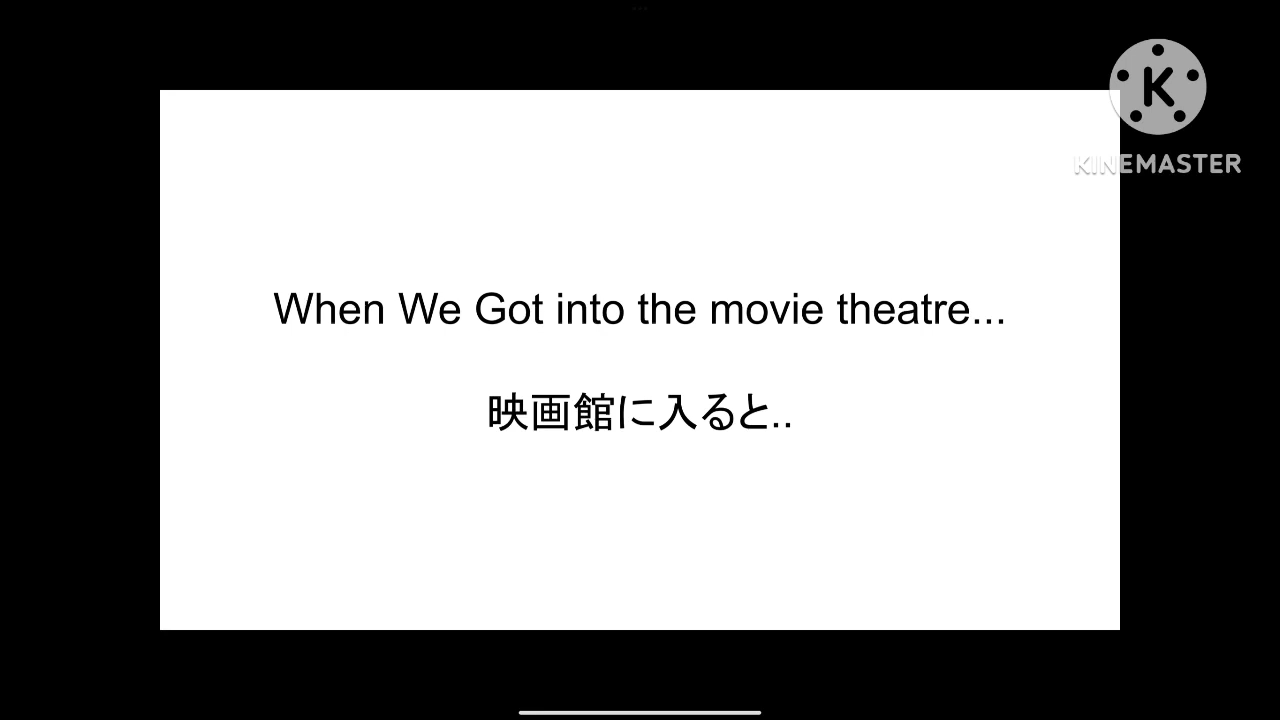 K
KINEMASTER
When We Got into the movie theatre...
映画館に入ると..